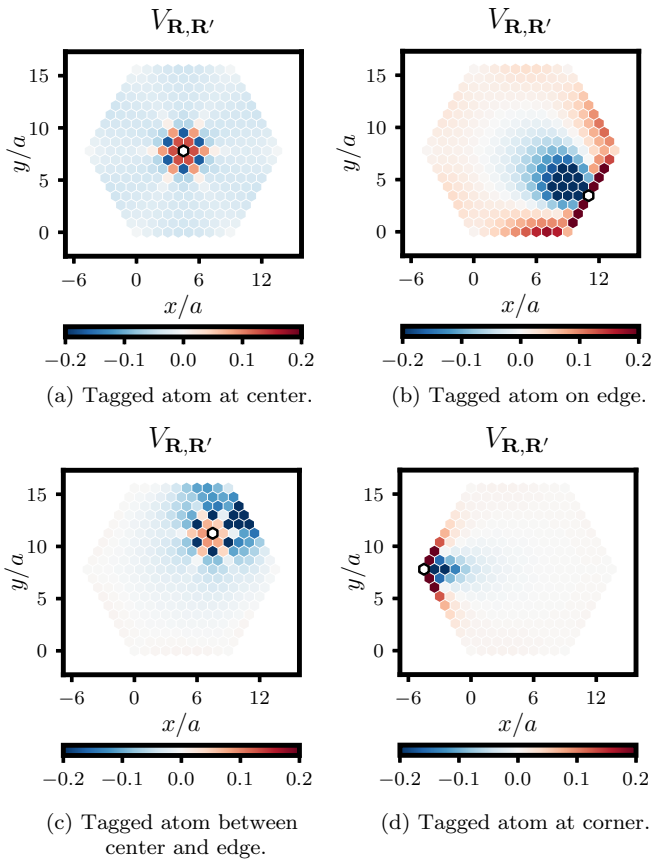 V_{R,R′}
V_{R,R′}
15
10
5
0
y/a
−6 0 6 12
x/a
15
10
5
0
y/a
−6 0 6 12
x/a
−0.2 −0.1 0.0 0.1 0.2
−0.2 −0.1 0.0 0.1 0.2
(a) Tagged atom at center.
(b) Tagged atom on edge.
V_{R,R′}
V_{R,R′}
15
10
5
0
y/a
−6 0 6 12
x/a
15
10
5
0
y/a
−6 0 6 12
x/a
−0.2 −0.1 0.0 0.1 0.2
−0.2 −0.1 0.0 0.1 0.2
(c) Tagged atom between
center and edge.
(d) Tagged atom at corner.